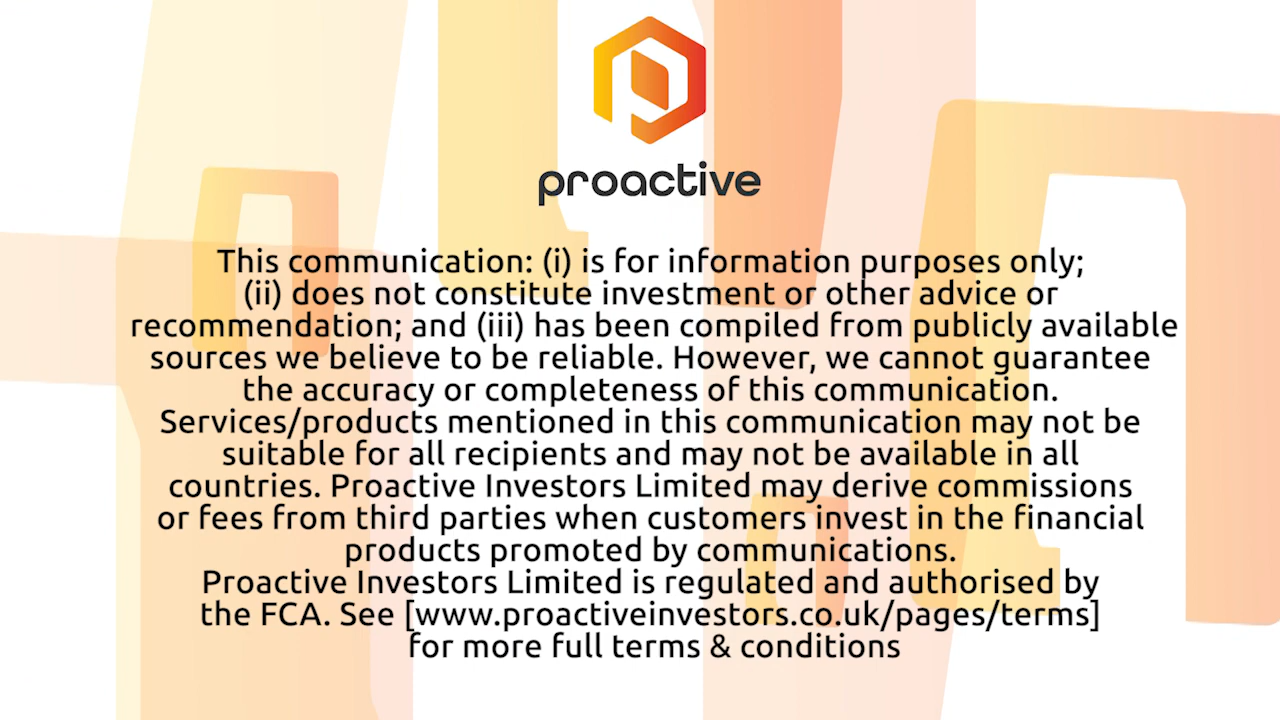 proactive
This communication: (i) is for information purposes only;
(ii) does not constitute investment or other advice or
recommendation; and (iii) has been compiled from publicly available
sources we believe to be reliable. However, we cannot guarantee
the accuracy or completeness of this communication.
Services/products mentioned in this communication may not be
suitable for all recipients and may not be available in all
countries. Proactive Investors Limited may derive commissions
or fees from third parties when customers invest in the financial
products promoted by communications.
Proactive Investors Limited is regulated and authorised by
the FCA. See [www.proactiveinvestors.co.uk/pages/terms]
for more full terms & conditions